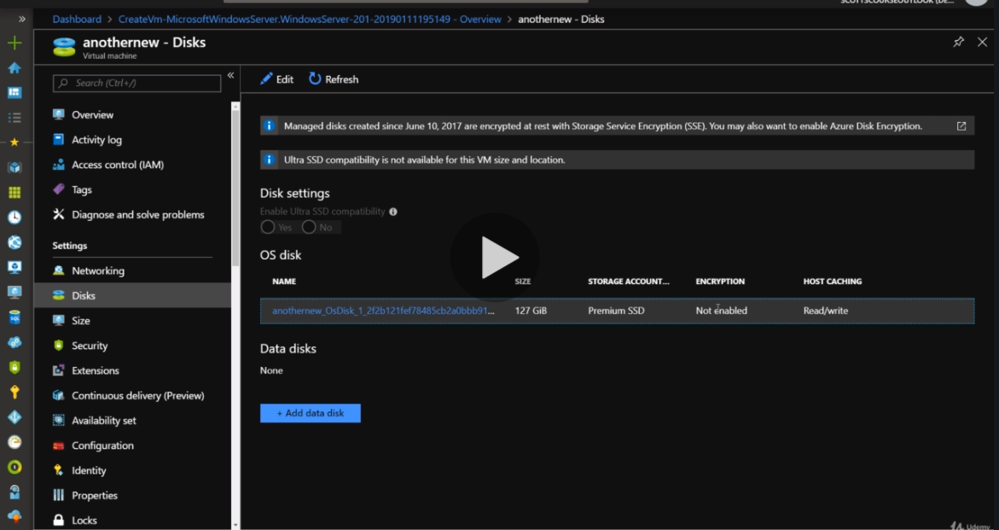 SCOTTSCOURSEOUTLOOK (DE...
Dashboard > CreateVm-MicrosoftWindowsServer.WindowsServer-201-20190111195149 - Overview > anothernew - Disks
anothernew - Disks
Virtual machine
Search (Ctrl+/)
Overview
Activity log
Access control (IAM)
Tags
Diagnose and solve problems
Settings
Networking
Disks
Size
Security
Extensions
Continuous delivery (Preview)
Availability set
Configuration
Identity
Properties
Locks
Edit Refresh
Managed disks created since June 10, 2017 are encrypted at rest with Storage Service Encryption (SSE). You may also want to enable Azure Disk Encryption.
Ultra SSD compatibility is not available for this VM size and location.
Disk settings
Enable Ultra SSD compatibility
Yes No
OS disk
NAME SIZE STORAGE ACCOUNT... ENCRYPTION HOST CACHING
anothernew_OsDisk_1_2f2b121fef78485cb2a0bbb91... 127 GiB Premium SSD Not enabled Read/write
Data disks
None
+ Add data disk
Udemy